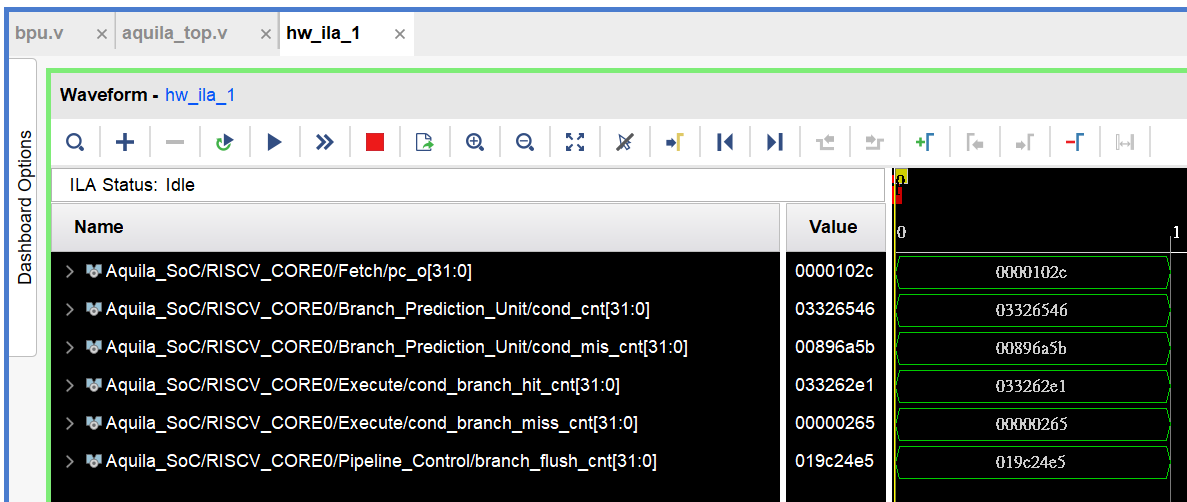 bpu.v × aquila_top.v × hw_ila_1 ×
Dashboard Options
Waveform - hw_ila_1
ILA Status: Idle
0
Name Value 0 1
Aquila_SoC/RISCV_CORE0/Fetch/pc_o[31:0] 0000102c 0000102c
Aquila_SoC/RISCV_CORE0/Branch_Prediction_Unit/cond_cnt[31:0] 03326546 03326546
Aquila_SoC/RISCV_CORE0/Branch_Prediction_Unit/cond_mis_cnt[31:0] 00896a5b 00896a5b
Aquila_SoC/RISCV_CORE0/Execute/cond_branch_hit_cnt[31:0] 033262e1 033262e1
Aquila_SoC/RISCV_CORE0/Execute/cond_branch_miss_cnt[31:0] 00000265 00000265
Aquila_SoC/RISCV_CORE0/Pipeline_Control/branch_flush_cnt[31:0] 019c24e5 019c24e5